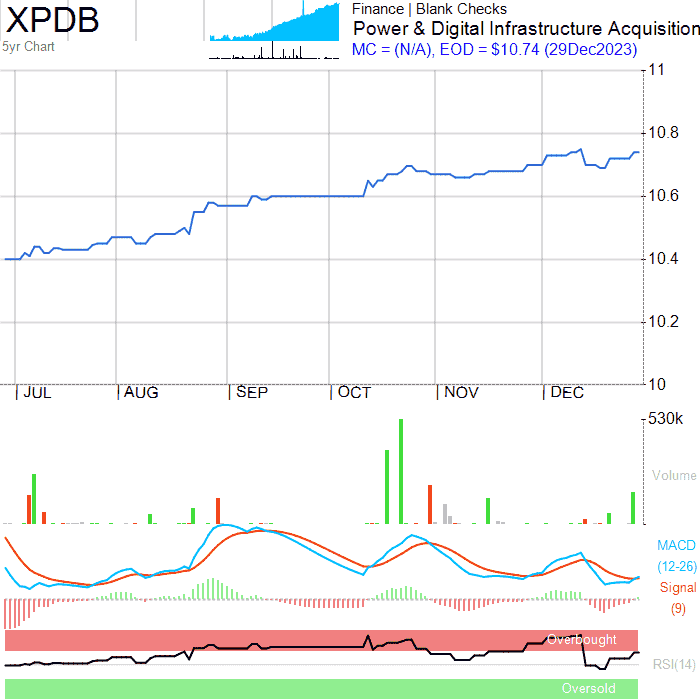 XPDB
5yr Chart
Finance | Blank Checks
Power & Digital Infrastructure Acquisition
MC = (N/A), EOD = $10.74 (29Dec2023)
11
10.8
10.6
10.4
10.2
10
JUL AUG SEP OCT NOV DEC
530k
Volume
MACD
(12-26)
Signal
(9)
Overbought
RSI(14)
Oversold